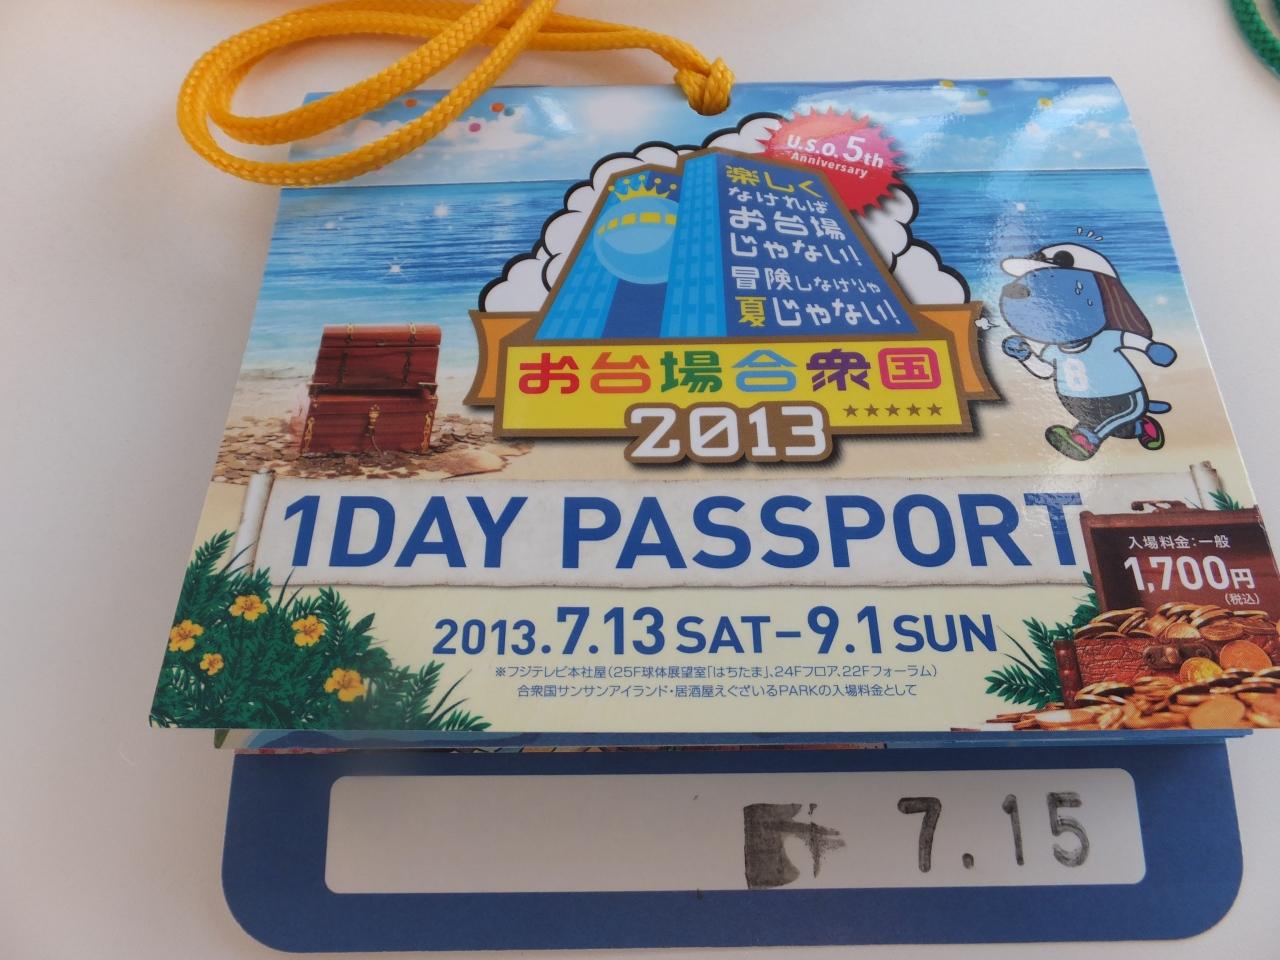 U.S.O. 5th
Anniversary
楽しく
なければ
お台場
じゃない!
冒険しなけりゃ
夏じゃない!
お台場合衆国
2013
8
1DAY PASSPORT
入場料金:一般
1,700円
(税込)
2013.7.13 SAT-9.1 SUN
※フジテレビ本社屋(25F球体展望室「はちたま」、24Fフロア、22Fフォーラム)
合衆国サンサンアイランド・居酒屋えぐざいるPARKの入場料金として
7.15